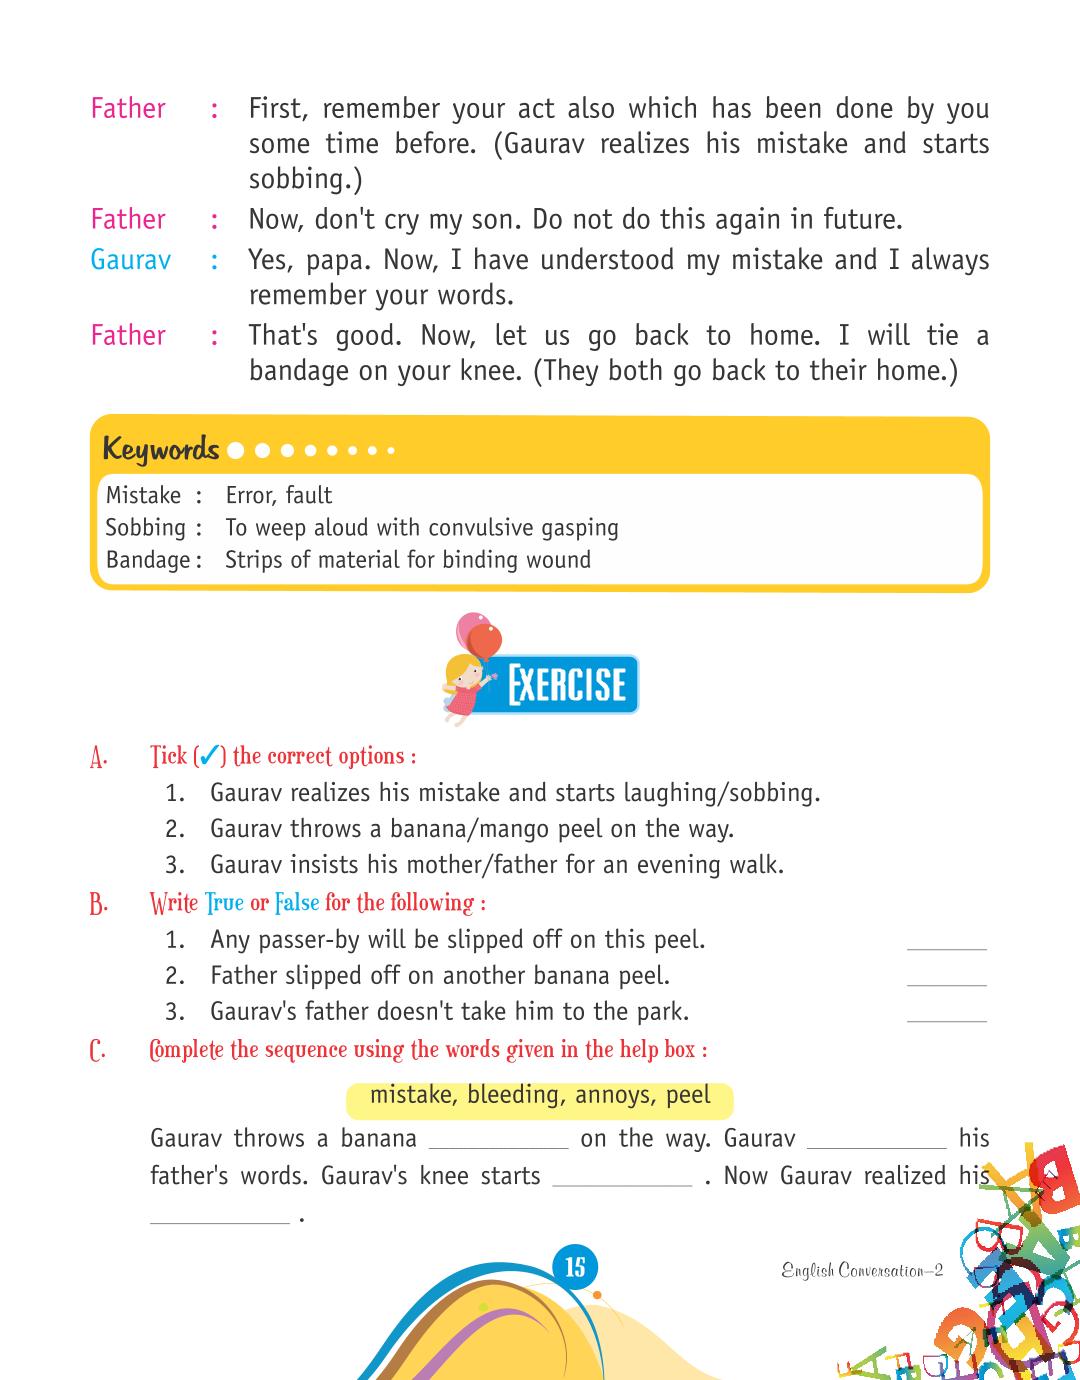 Father : First, remember your act also which has been done by you
some time before. (Gaurav realizes his mistake and starts
sobbing.)
Father : Now, don't cry my son. Do not do this again in future.
Gaurav : Yes, papa. Now, I have understood my mistake and I always
remember your words.
Father : That's good. Now, let us go back to home. I will tie a
bandage on your knee. (They both go back to their home.)
Keywords
Mistake : Error, fault
Sobbing : To weep aloud with convulsive gasping
Bandage : Strips of material for binding wound
EXERCISE
A. Tick (✓) the correct options :
1. Gaurav realizes his mistake and starts laughing/sobbing.
2. Gaurav throws a banana/mango peel on the way.
3. Gaurav insists his mother/father for an evening walk.
B. Write True or False for the following :
1. Any passer-by will be slipped off on this peel. ______
2. Father slipped off on another banana peel. ______
3. Gaurav's father doesn't take him to the park. ______
C. Complete the sequence using the words given in the help box :
mistake, bleeding, annoys, peel
Gaurav throws a banana __________ on the way. Gaurav __________ his
father's words. Gaurav's knee starts __________ . Now Gaurav realized his
__________ .
15
English Conversation–2